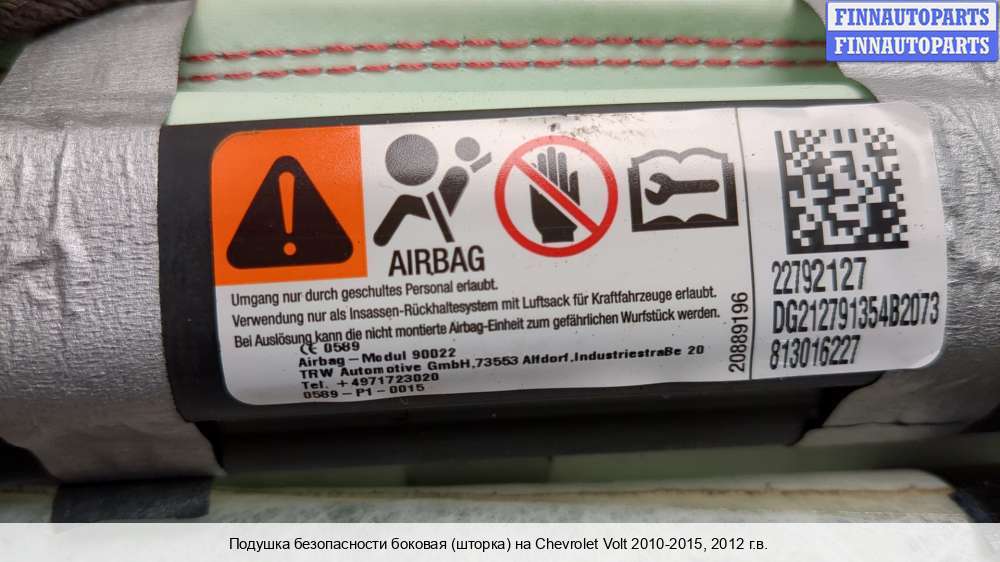 FINNAUTOPARTS
FINNAUTOPARTS
AIRBAG
Umgang nur durch geschultes Personal erlaubt.
Verwendung nur als Insassen-Rückhaltesystem mit Luftsack für Kraftfahrzeuge erlaubt.
Bei Auslösung kann die nicht montierte Airbag-Einheit zum gefährlichen Wurfstück werden.
CE 0589
Airbag-Modul 90022
TRW Automotive GmbH,73553 Alfdorf,Industriestraße 20
Tel. +4971723020
0589-P1-0015
20889196
22792127
DG212791354B2073
813016227
Подушка безопасности боковая (шторка) на Chevrolet Volt 2010-2015, 2012 г.в.